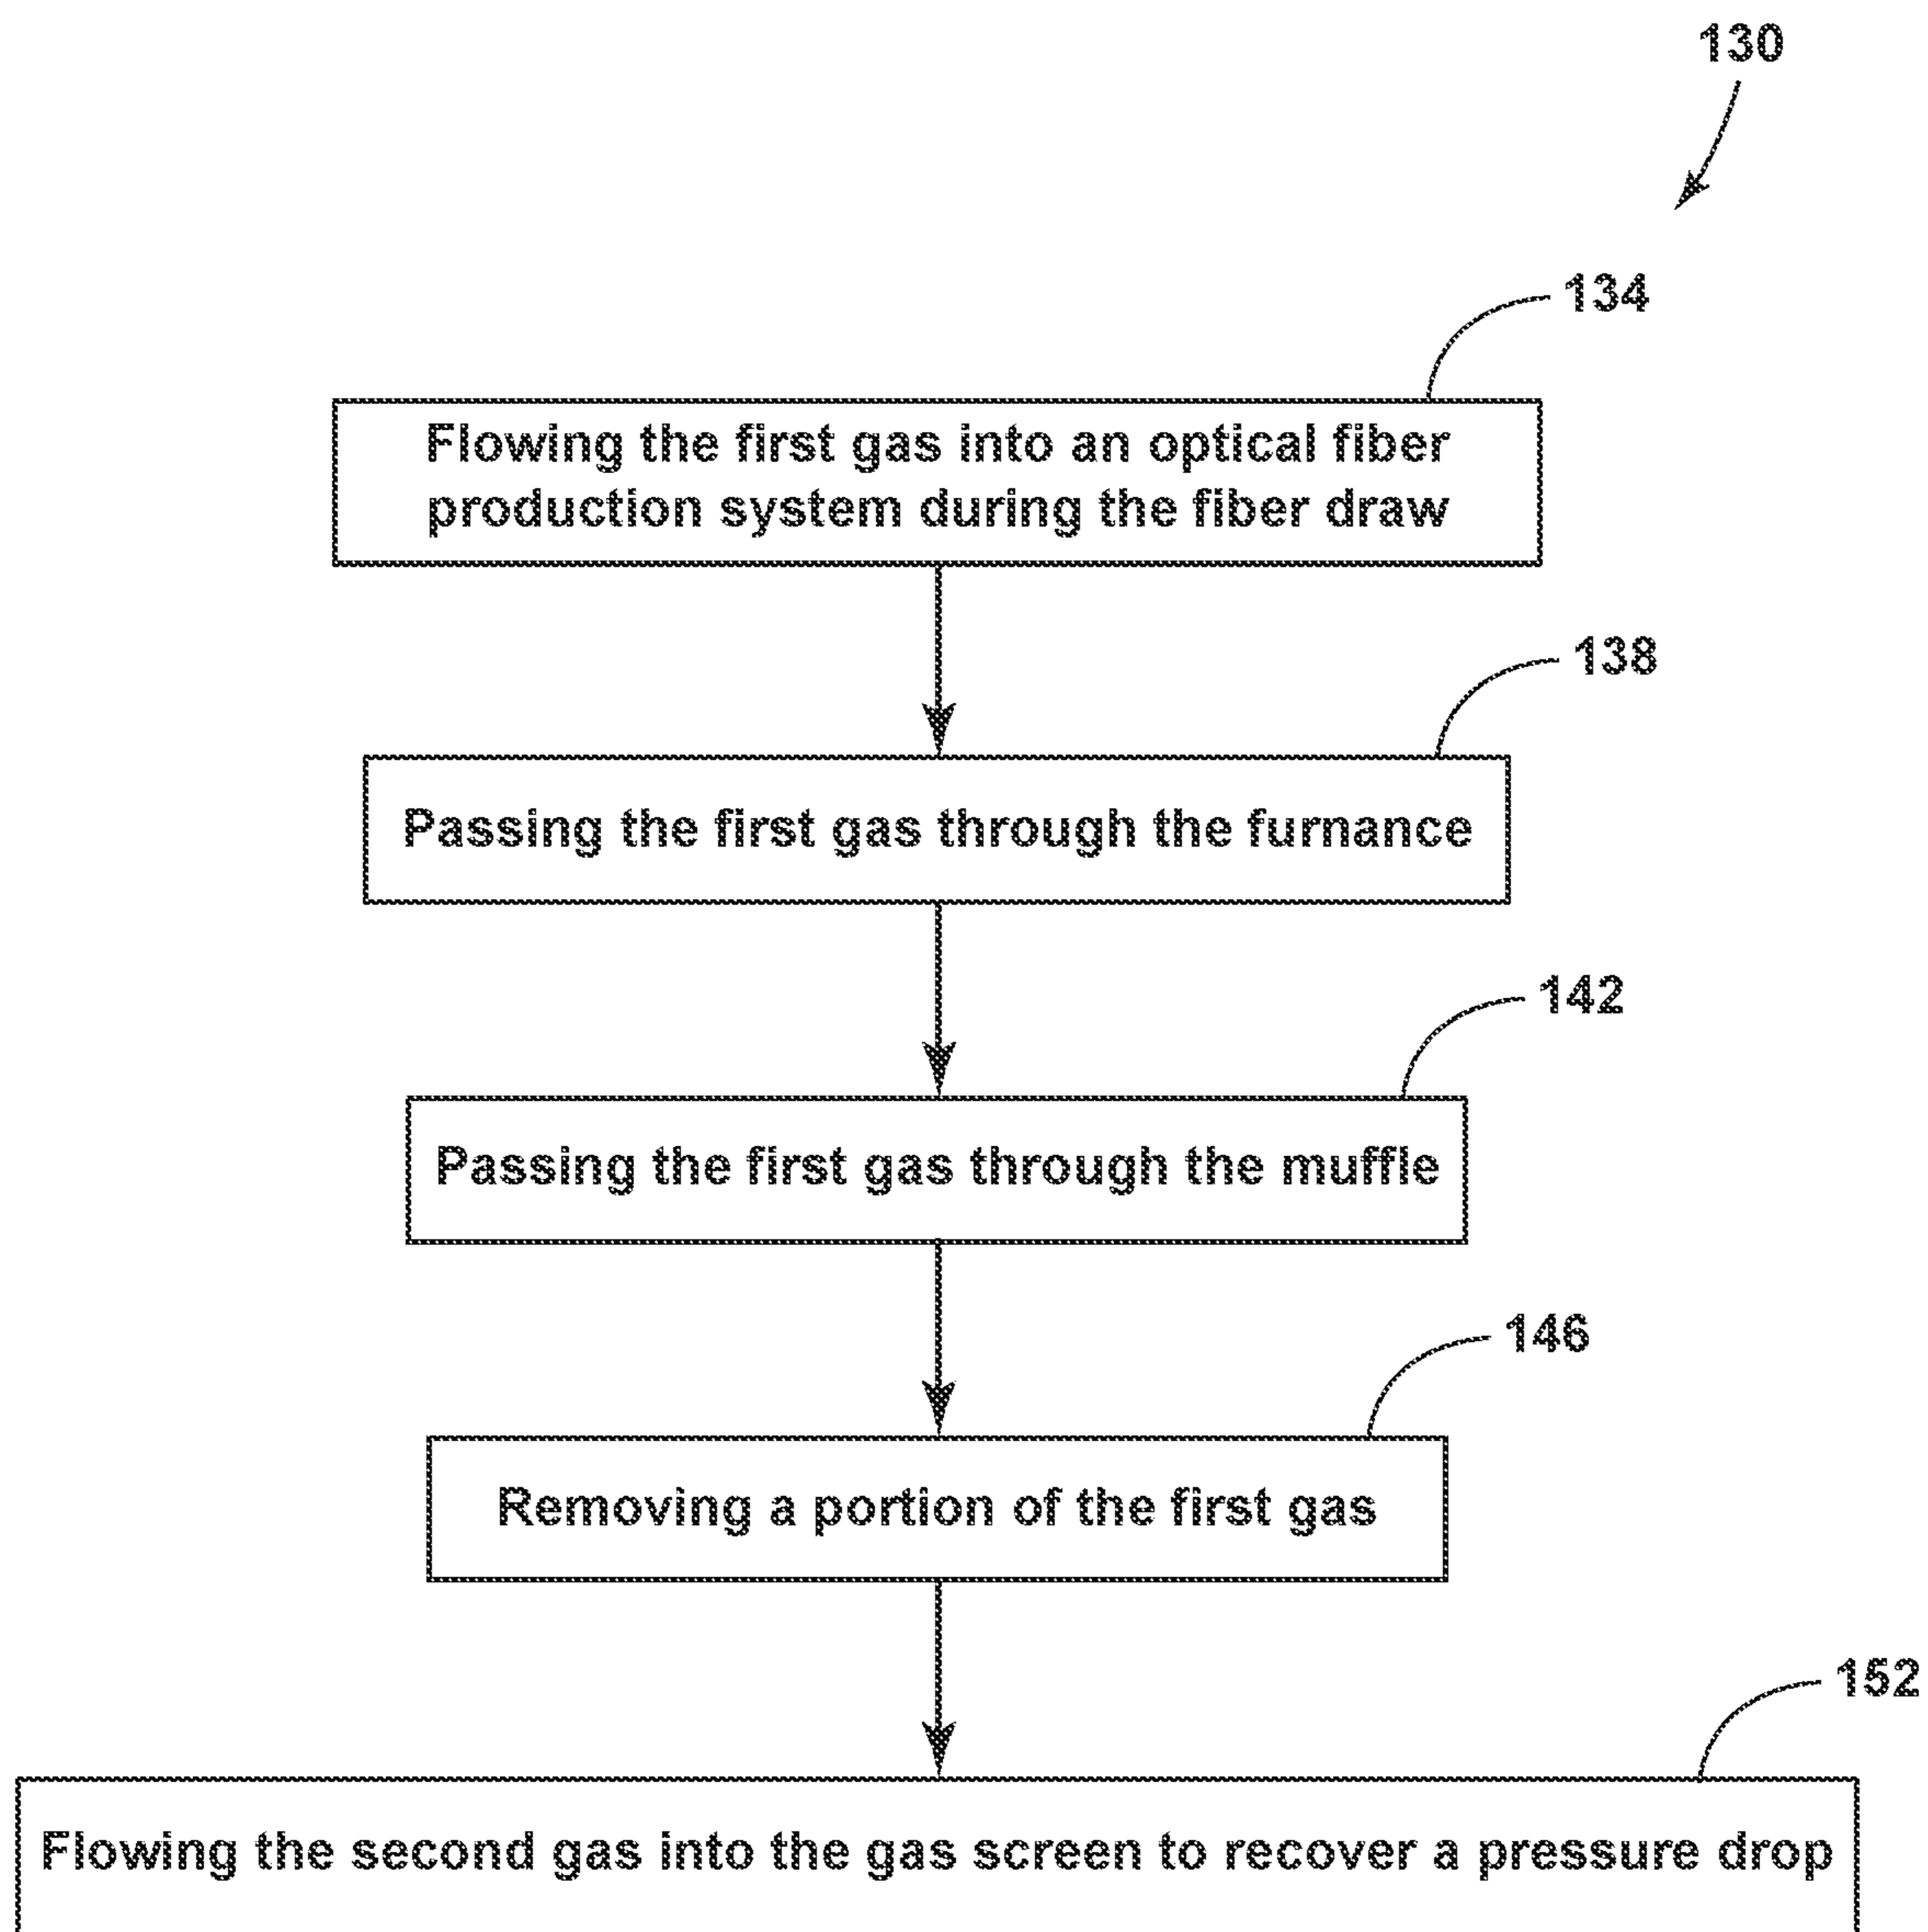 130
134
Flowing the first gas into an optical fiber
production system during the fiber draw
138
Passing the first gas through the furnance
142
Passing the first gas through the muffle
146
Removing a portion of the first gas
152
Flowing the second gas into the gas screen to recover a pressure drop